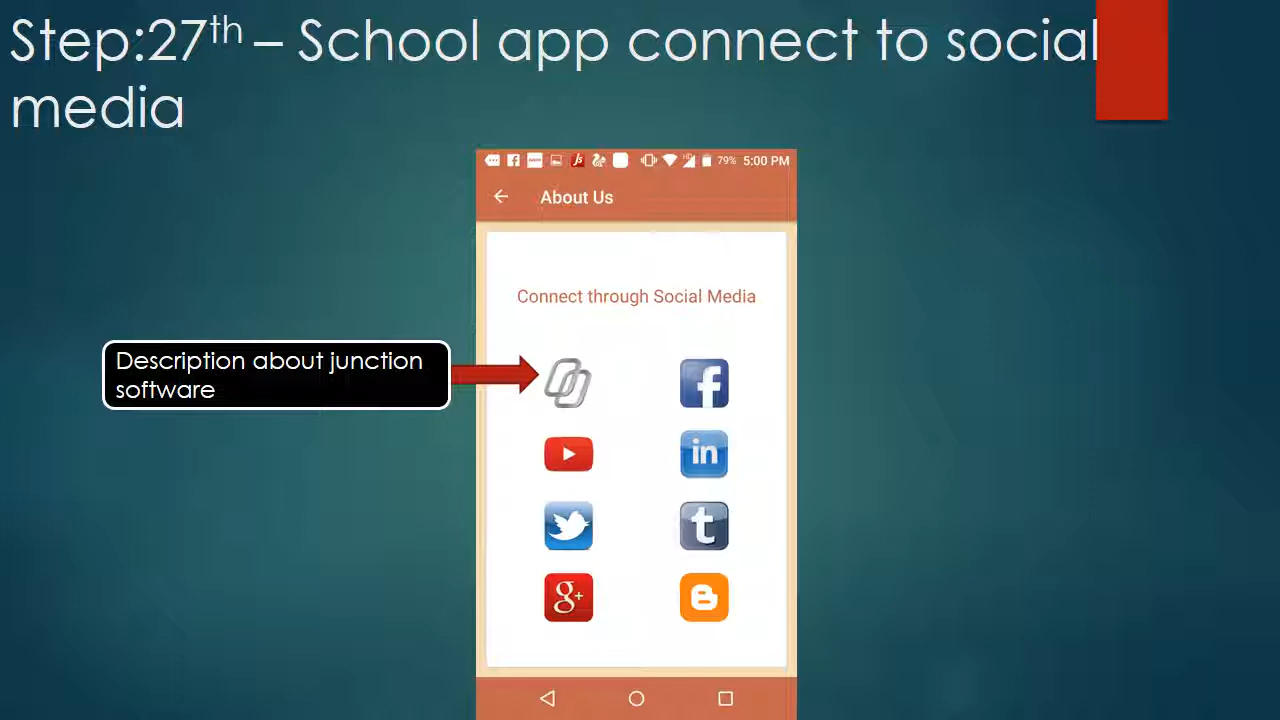 Step:27th – School app connect to social
media
79% 5:00 PM
About Us
Connect through Social Media
Description about junction
software
f
in
t
g+
B